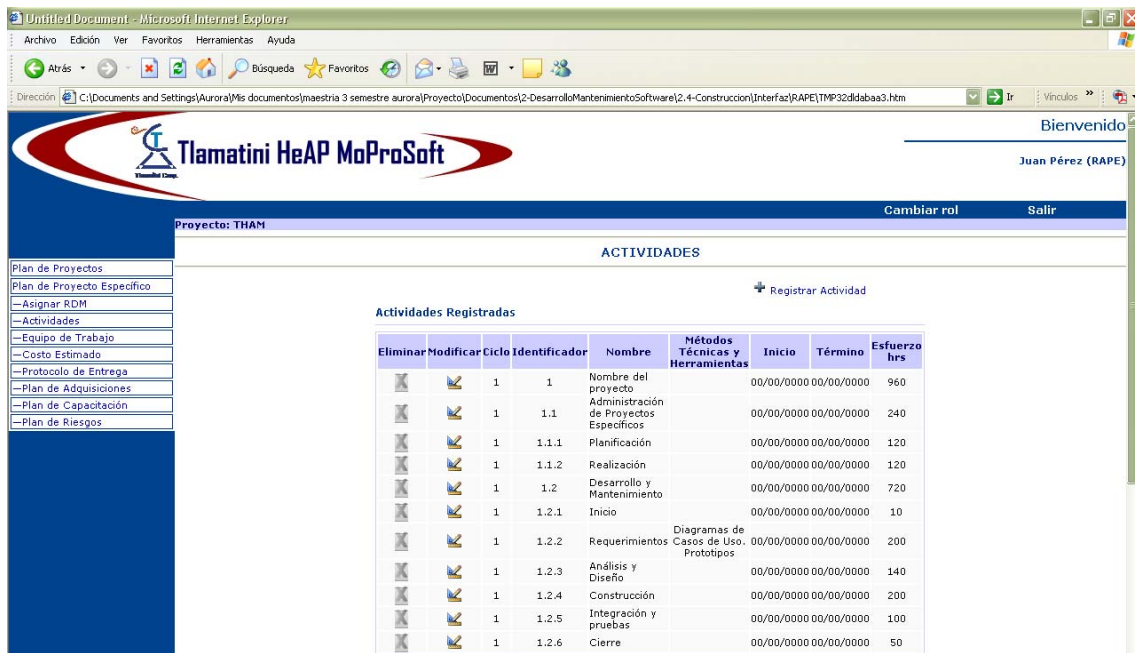 Untitled Document - Microsoft Internet Explorer
Archivo Edición Ver Favoritos Herramientas Ayuda
Atrás Búsqueda Favoritos
Dirección C:\Documents and Settings\Aurora\Mis documentos\maestria 3 semestre aurora\Proyecto\Documentos\2-DesarrolloMantenimientoSoftware\2.4-Construccion\Interfaz\RAPE\TMP32dldabaa3.htm Ir Vínculos »
Bienvenido
Tlamatini HeAP MoProSoft
Tlamatini Corp.
Juan Pérez (RAPE)
Cambiar rol Salir
Proyecto: THAM
ACTIVIDADES
Plan de Proyectos
Plan de Proyecto Específico
—Asignar RDM
—Actividades
—Equipo de Trabajo
—Costo Estimado
—Protocolo de Entrega
—Plan de Adquisiciones
—Plan de Capacitación
—Plan de Riesgos
Registrar Actividad
Actividades Registradas
Eliminar Modificar Ciclo Identificador Nombre Métodos Técnicas y Herramientas Inicio Término Esfuerzo hrs
1 1 Nombre del proyecto 00/00/0000 00/00/0000 960
1 1.1 Administración de Proyectos Específicos 00/00/0000 00/00/0000 240
1 1.1.1 Planificación 00/00/0000 00/00/0000 120
1 1.1.2 Realización 00/00/0000 00/00/0000 120
1 1.2 Desarrollo y Mantenimiento 00/00/0000 00/00/0000 720
1 1.2.1 Inicio 00/00/0000 00/00/0000 10
1 1.2.2 Requerimientos Diagramas de Casos de Uso. Prototipos 00/00/0000 00/00/0000 200
1 1.2.3 Análisis y Diseño 00/00/0000 00/00/0000 140
1 1.2.4 Construcción 00/00/0000 00/00/0000 200
1 1.2.5 Integración y pruebas 00/00/0000 00/00/0000 100
1 1.2.6 Cierre 00/00/0000 00/00/0000 50